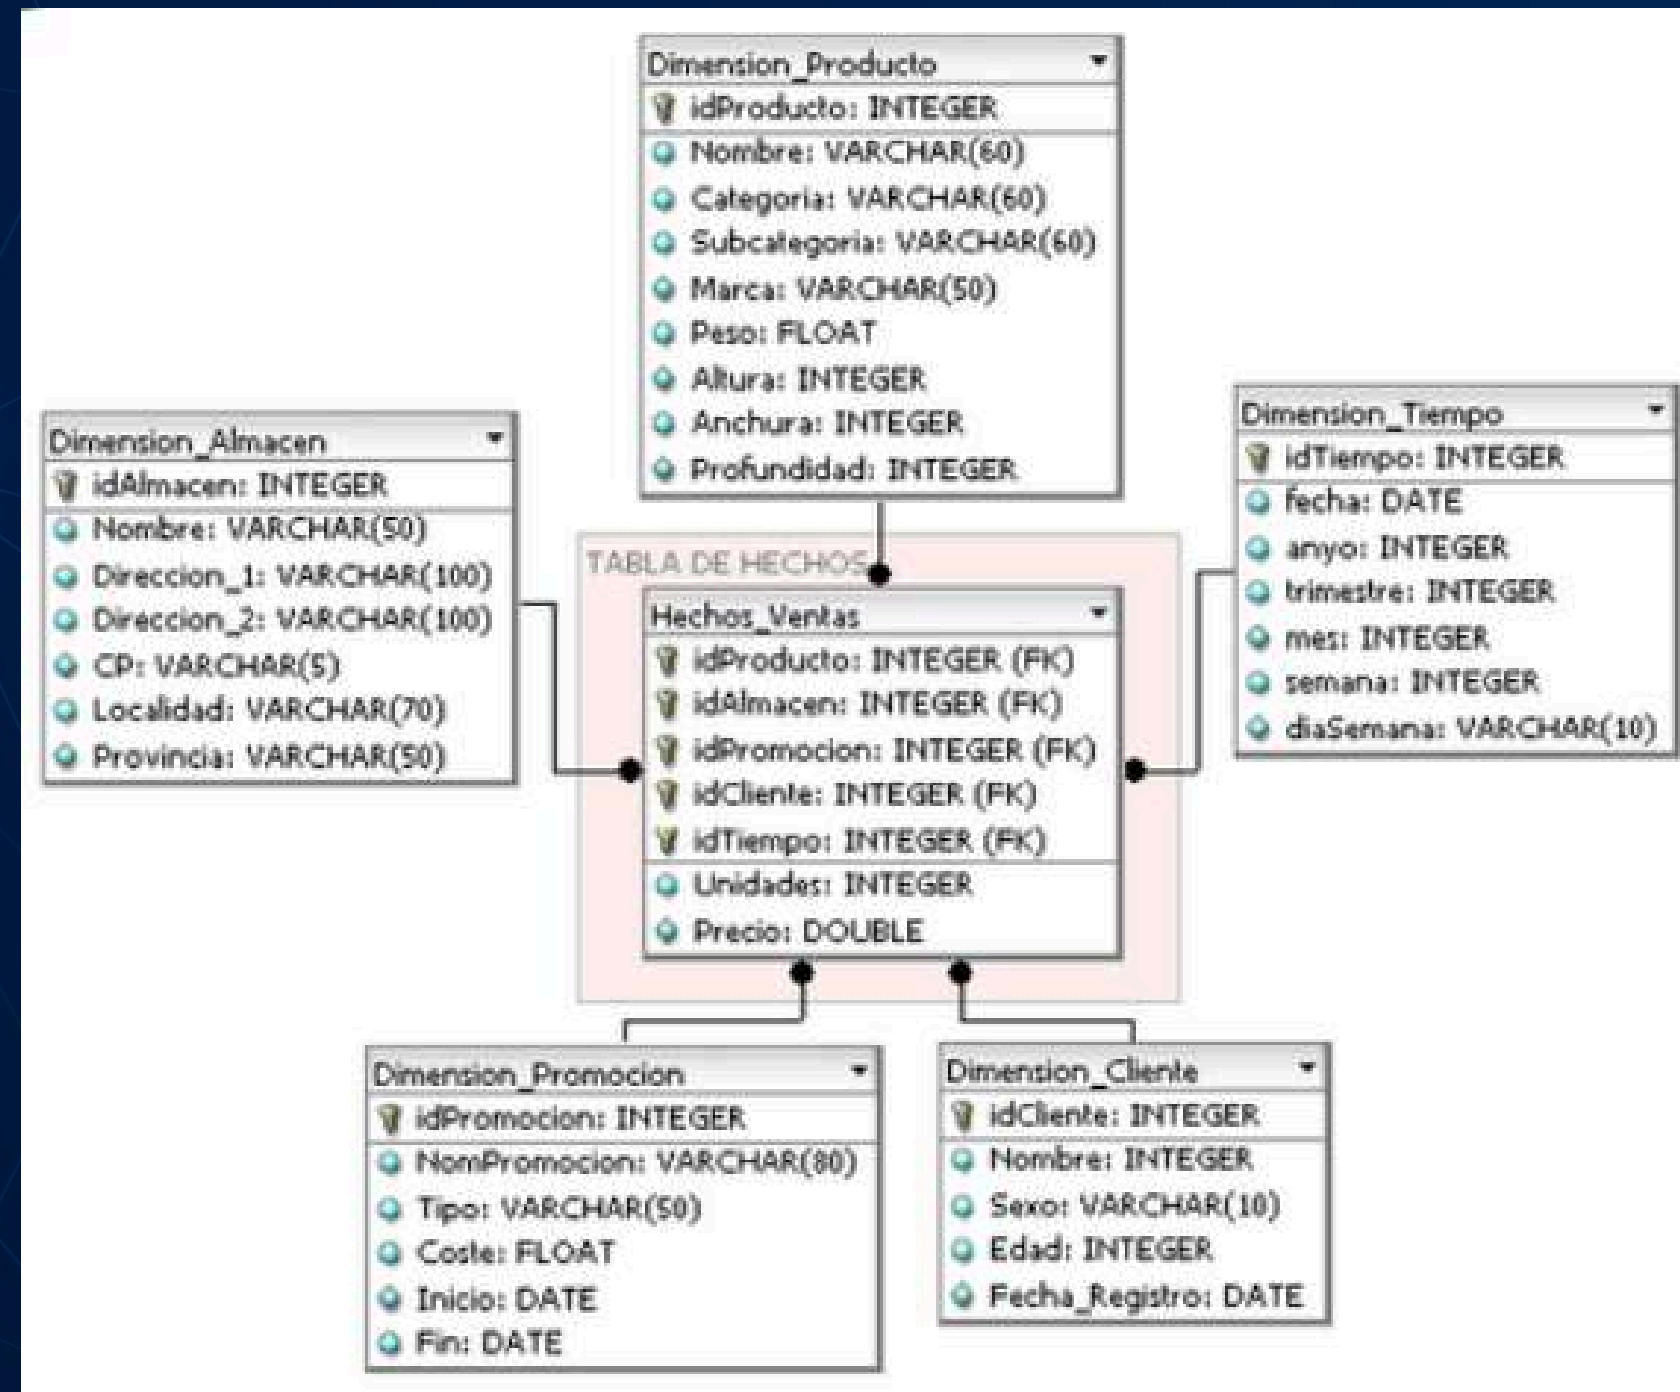 Dimension_Producto
idProducto: INTEGER
Nombre: VARCHAR(60)
Categoria: VARCHAR(60)
Subcategoria: VARCHAR(60)
Marca: VARCHAR(50)
Peso: FLOAT
Altura: INTEGER
Anchura: INTEGER
Profundidad: INTEGER
Dimension_Almacen
idAlmacen: INTEGER
Nombre: VARCHAR(50)
Direccion_1: VARCHAR(100)
Direccion_2: VARCHAR(100)
CP: VARCHAR(5)
Localidad: VARCHAR(70)
Provincia: VARCHAR(50)
TABLA DE HECHOS
Hechos_Ventas
idProducto: INTEGER (FK)
idAlmacen: INTEGER (FK)
idPromocion: INTEGER (FK)
idCliente: INTEGER (FK)
idTiempo: INTEGER (FK)
Unidades: INTEGER
Precio: DOUBLE
Dimension_Tiempo
idTiempo: INTEGER
fecha: DATE
anyo: INTEGER
trimestre: INTEGER
mes: INTEGER
semana: INTEGER
diaSemana: VARCHAR(10)
Dimension_Promocion
idPromocion: INTEGER
NomPromocion: VARCHAR(80)
Tipo: VARCHAR(50)
Coste: FLOAT
Inicio: DATE
Fin: DATE
Dimension_Cliente
idCliente: INTEGER
Nombre: INTEGER
Sexo: VARCHAR(10)
Edad: INTEGER
Fecha_Registro: DATE